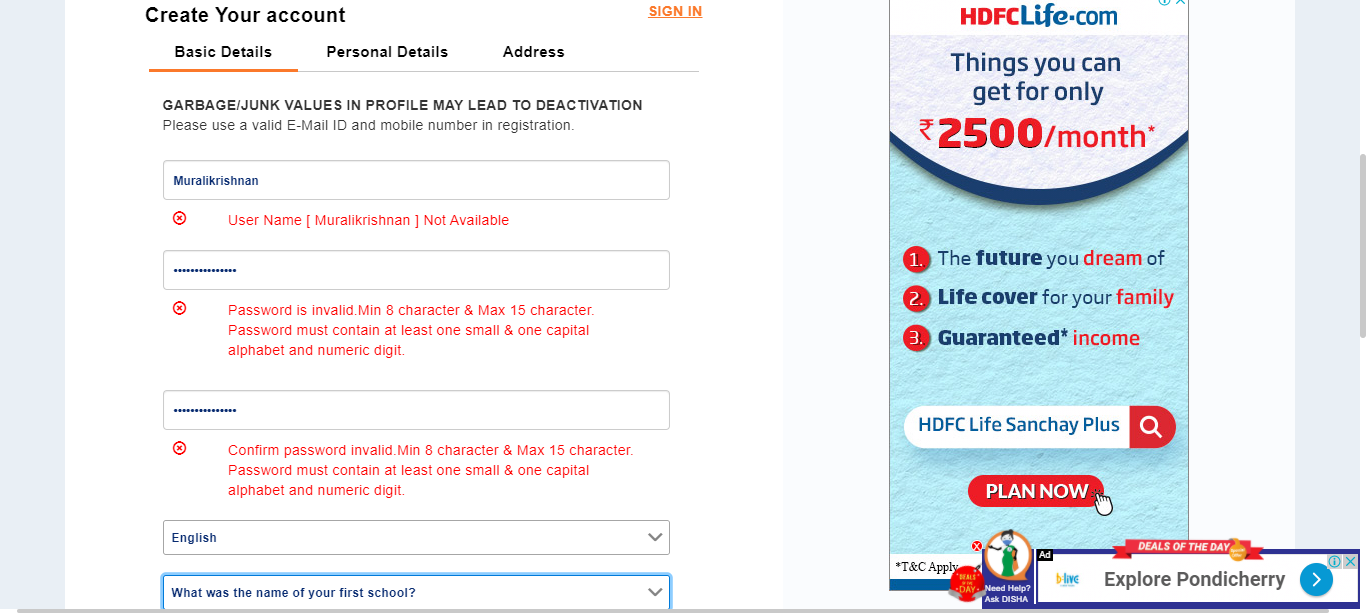 Create Your account
SIGN IN
Basic Details
Personal Details
Address
GARBAGE/JUNK VALUES IN PROFILE MAY LEAD TO DEACTIVATION
Please use a valid E-Mail ID and mobile number in registration.
Muralikrishnan
User Name [ Muralikrishnan ] Not Available
•••••••••••••••
Password is invalid.Min 8 character & Max 15 character.
Password must contain at least one small & one capital
alphabet and numeric digit.
•••••••••••••••
Confirm password invalid.Min 8 character & Max 15 character.
Password must contain at least one small & one capital
alphabet and numeric digit.
English
What was the name of your first school?
HDFCLife.com
Things you can
get for only
₹2500/month*
1. The future you dream of
2. Life cover for your family
3. Guaranteed* income
HDFC Life Sanchay Plus
PLAN NOW
*T&C Apply
DEALS OF THE DAY
Need Help?
Ask DISHA
Ad
DEALS OF THE DAY
b·live
Explore Pondicherry